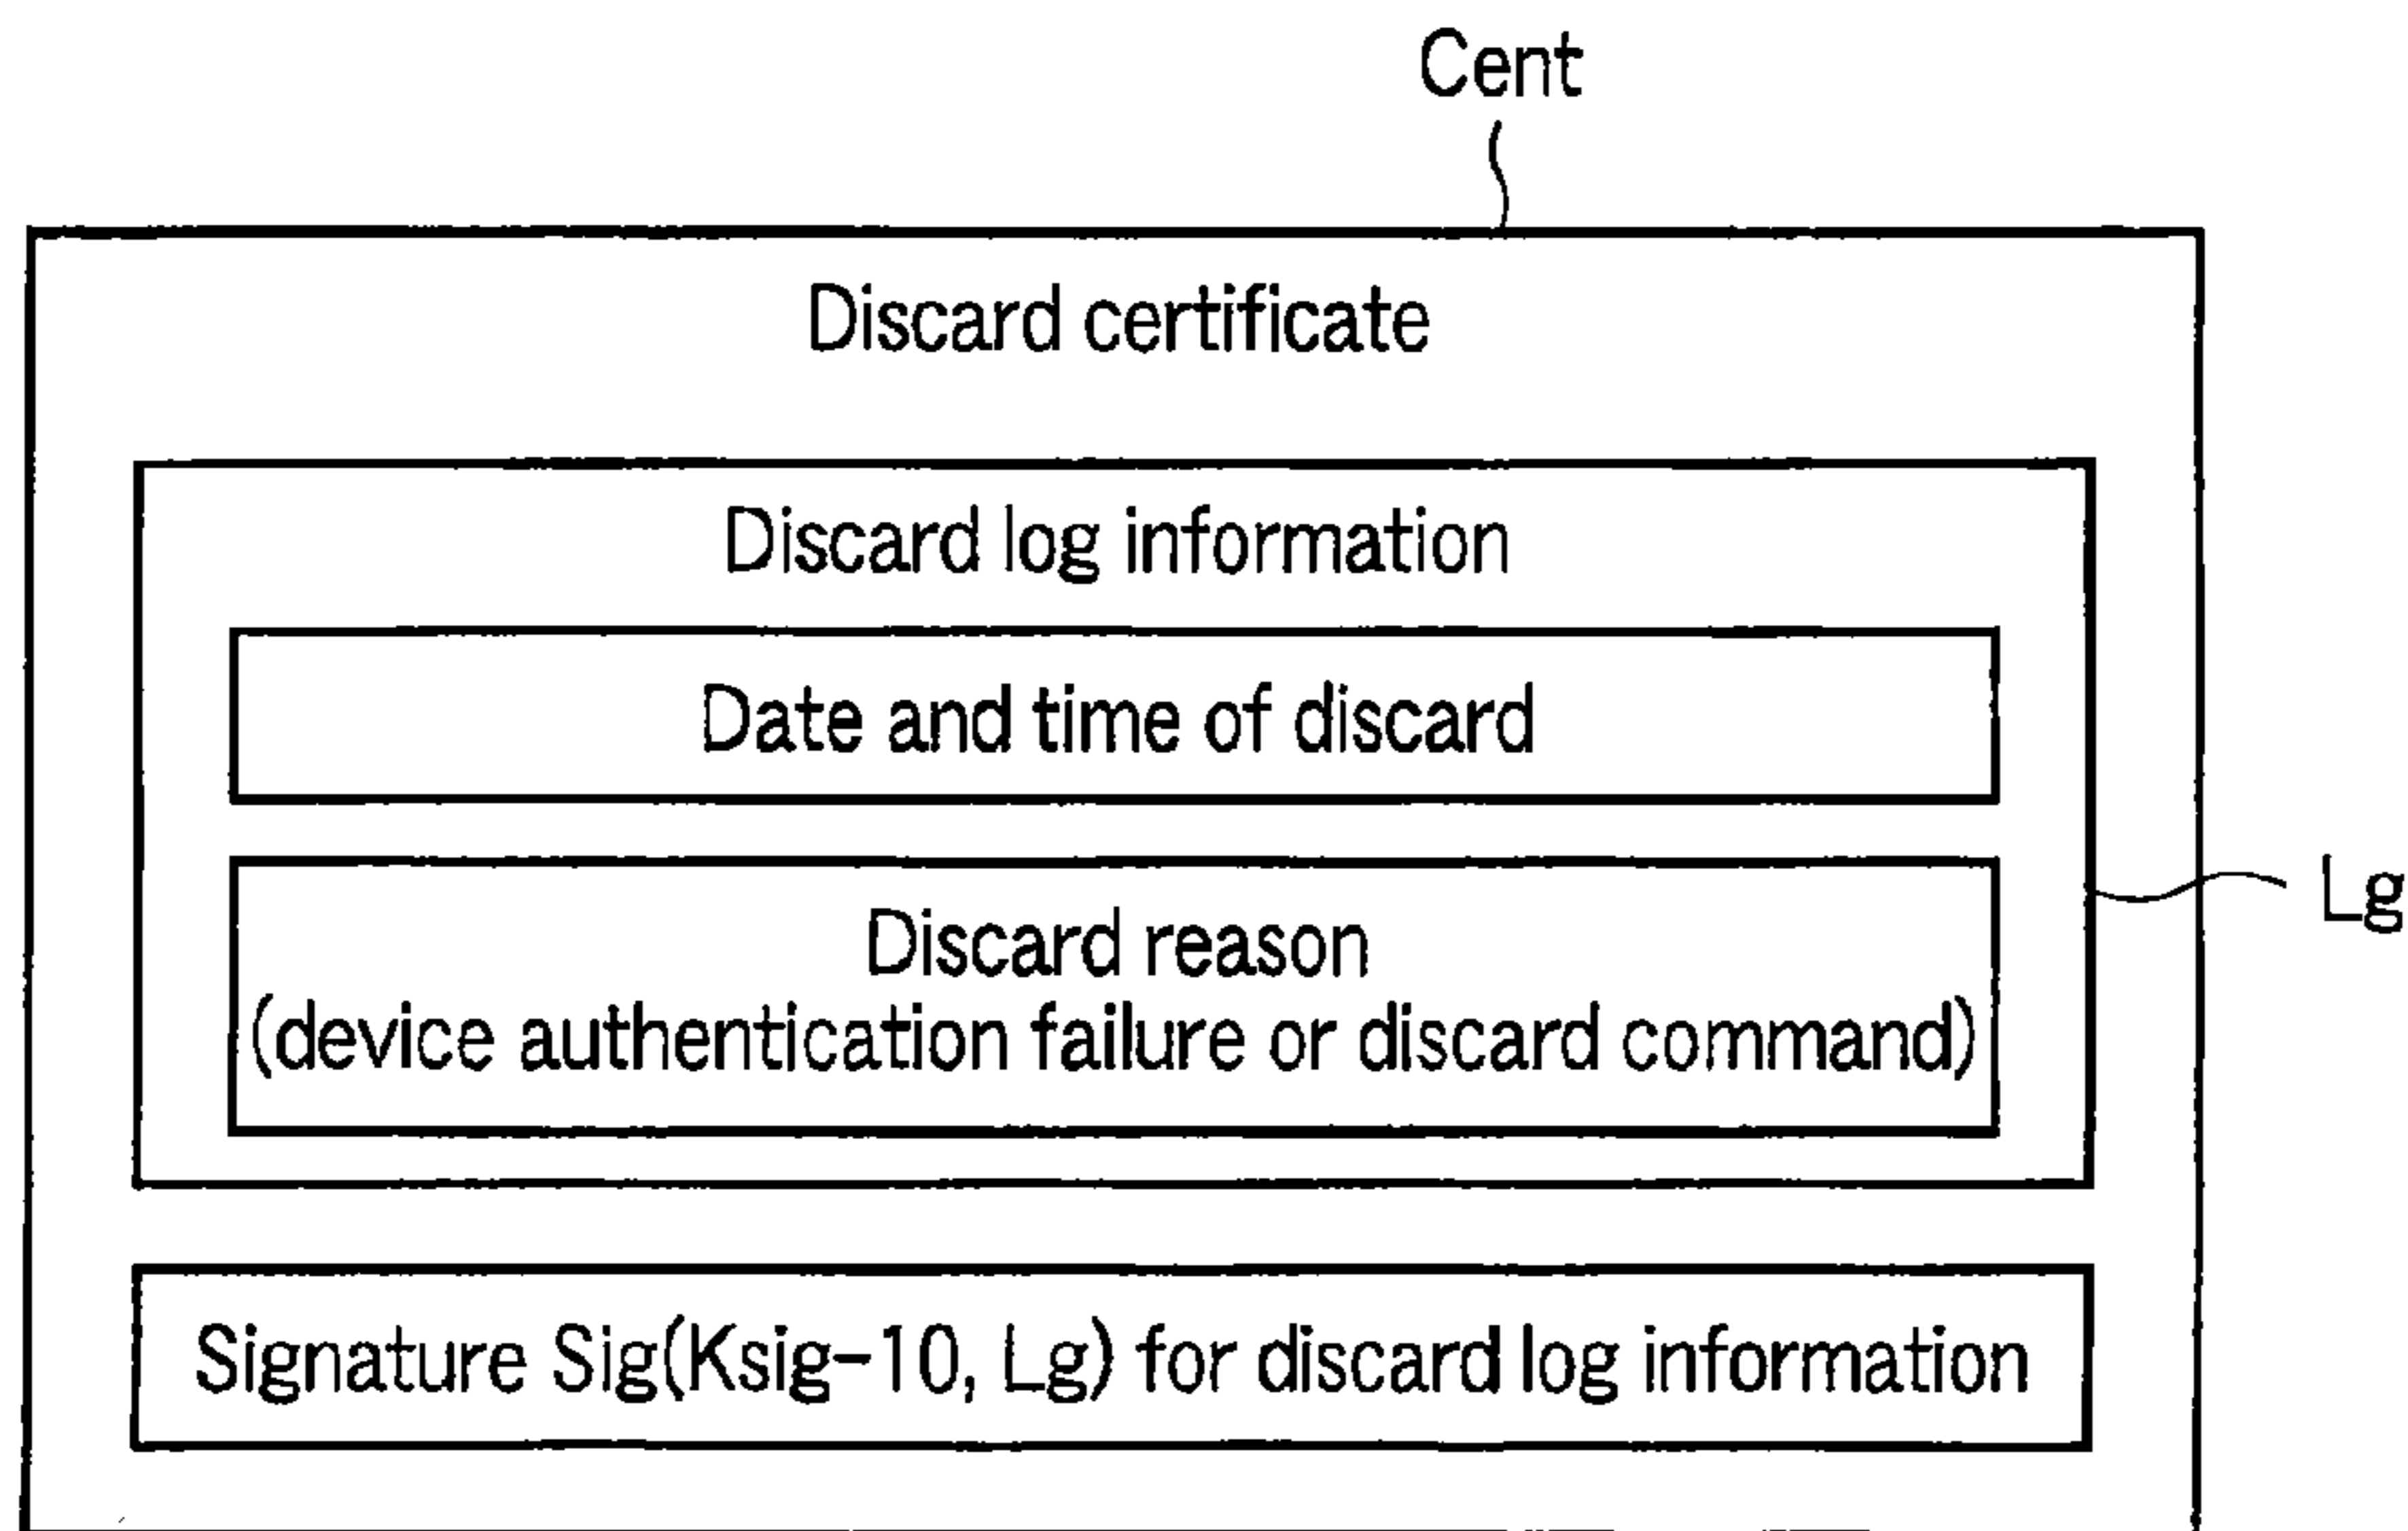 Cent
Discard certificate
Discard log information
Date and time of discard
Discard reason
(device authentication failure or discard command)
Lg
Signature Sig(Ksig-10, Lg) for discard log information